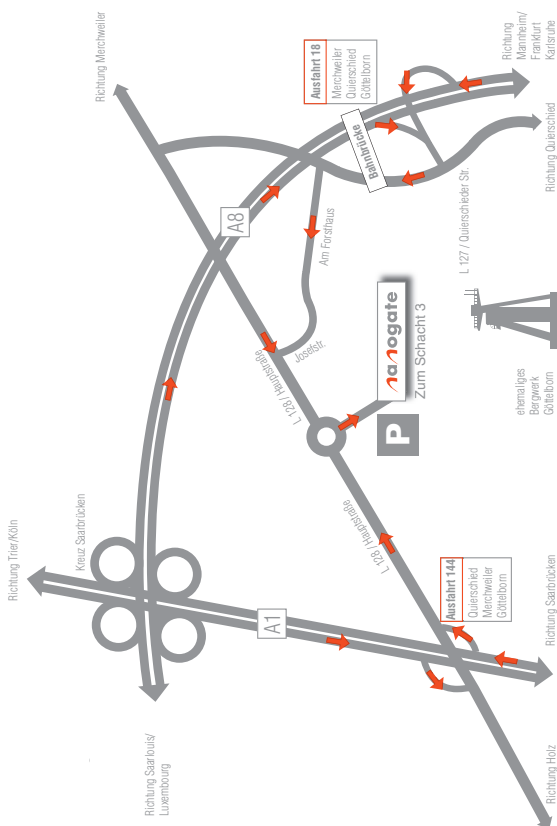 Richtung Merchweiler
Ausfahrt 18
Merchweiler
Quierschied
Göttelborn
Richtung
Mannheim/
Frankfurt
Karlsruhe
Bahnbrücke
Richtung Quierschied
A8
Am Forsthaus
L 127 / Quierschieder Str.
Josefstr.
L 128 / Hauptstraße
nanogate
Zum Schacht 3
P
ehemaliges
Bergwerk
Göttelborn
Richtung Trier/Köln
Kreuz Saarbrücken
L 128 / Hauptstraße
A1
Ausfahrt 144
Quierschied
Merchweiler
Göttelborn
Richtung Saarbrücken
Richtung Saarlouis/
Luxembourg
Richtung Holz